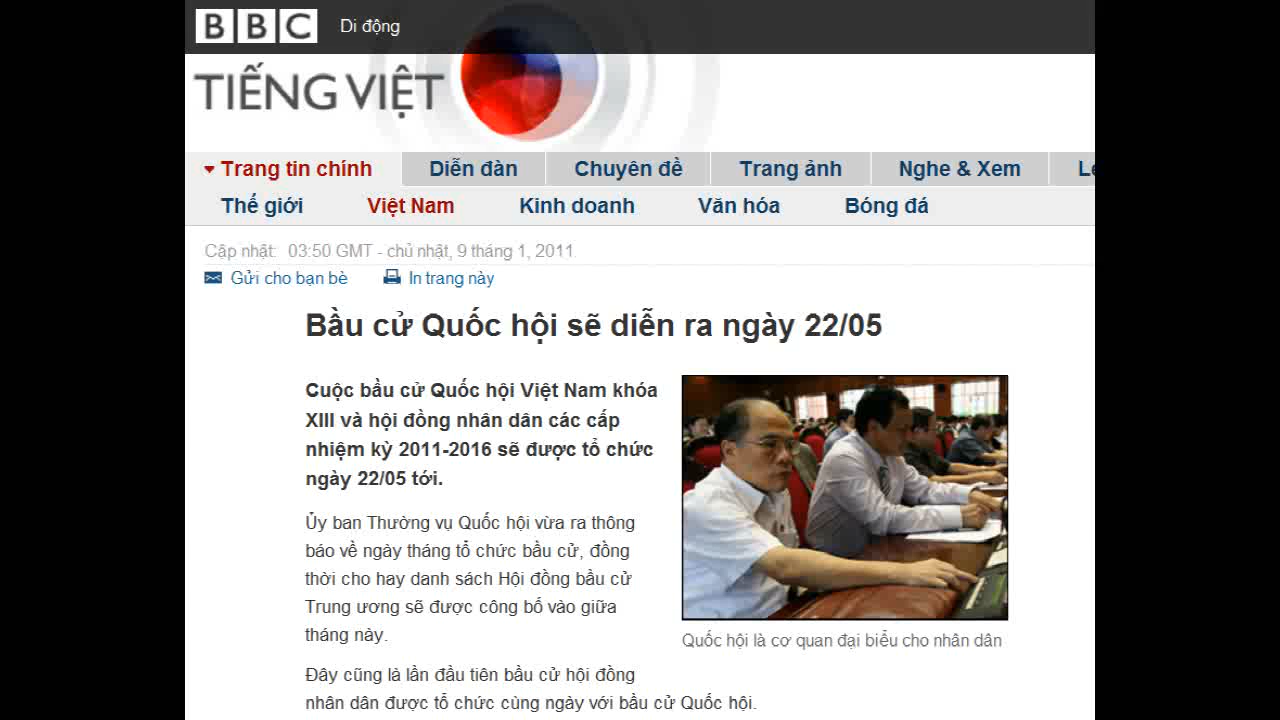 BBC Di động
TIẾNG VIỆT
Trang tin chính Diễn đàn Chuyên đề Trang ảnh Nghe & Xem
Thế giới Việt Nam Kinh doanh Văn hóa Bóng đá
Cập nhật: 03:50 GMT - chủ nhật, 9 tháng 1, 2011
Gửi cho bạn bè In trang này
Bầu cử Quốc hội sẽ diễn ra ngày 22/05
Cuộc bầu cử Quốc hội Việt Nam khóa
XIII và hội đồng nhân dân các cấp
nhiệm kỳ 2011-2016 sẽ được tổ chức
ngày 22/05 tới.
Ủy ban Thường vụ Quốc hội vừa ra thông
báo về ngày tháng tổ chức bầu cử, đồng
thời cho hay danh sách Hội đồng bầu cử
Trung ương sẽ được công bố vào giữa
tháng này.
Quốc hội là cơ quan đại biểu cho nhân dân
Đây cũng là lần đầu tiên bầu cử hội đồng
nhân dân được tổ chức cùng ngày với bầu cử Quốc hội.